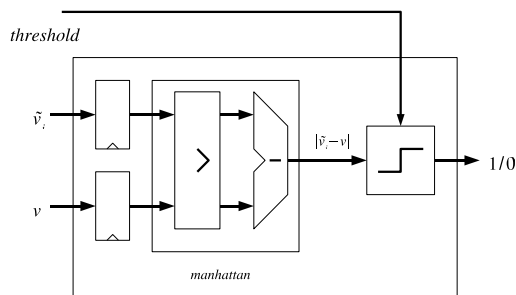 threshold
ṽᵢ
>
−
|ṽᵢ−v|
1/0
v
manhattan